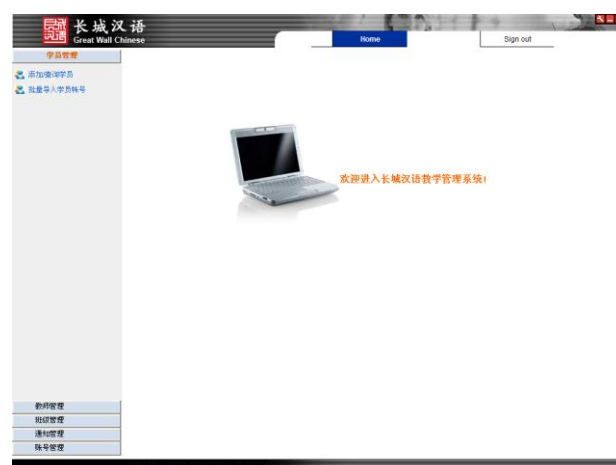 长城汉语
Great Wall Chinese
Home
Sign out
学员管理
添加/查询学员
批量导入学员帐号
欢迎进入长城汉语教学管理系统!
教师管理
班级管理
通知管理
账号管理